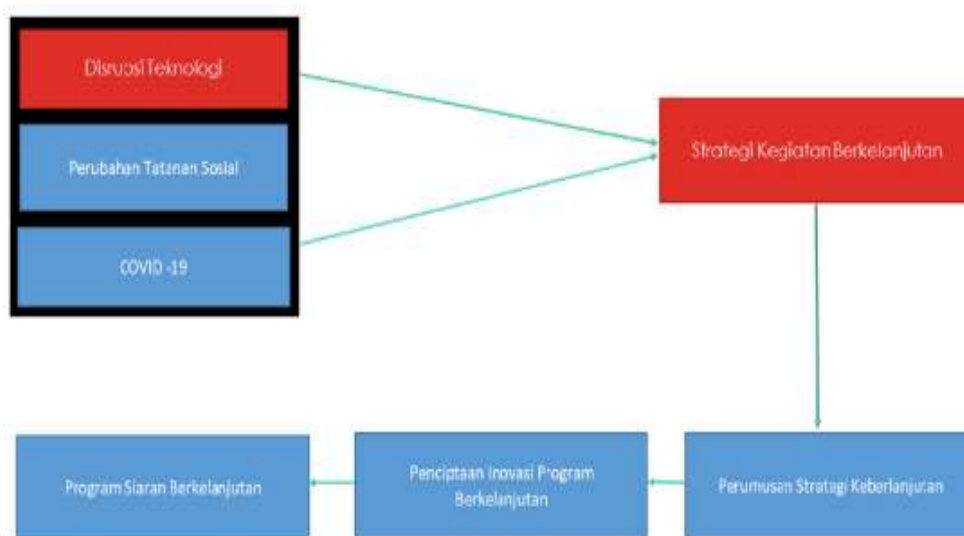 Disrupsi Teknologi
Strategi Kegiatan Berkelanjutan
Perubahan Tatanan Sosial
COVID -19
Program Siaran Berkelanjutan
Penciptaan Inovasi Program
Berkelanjutan
Perumusan Strategi Keberlanjutan